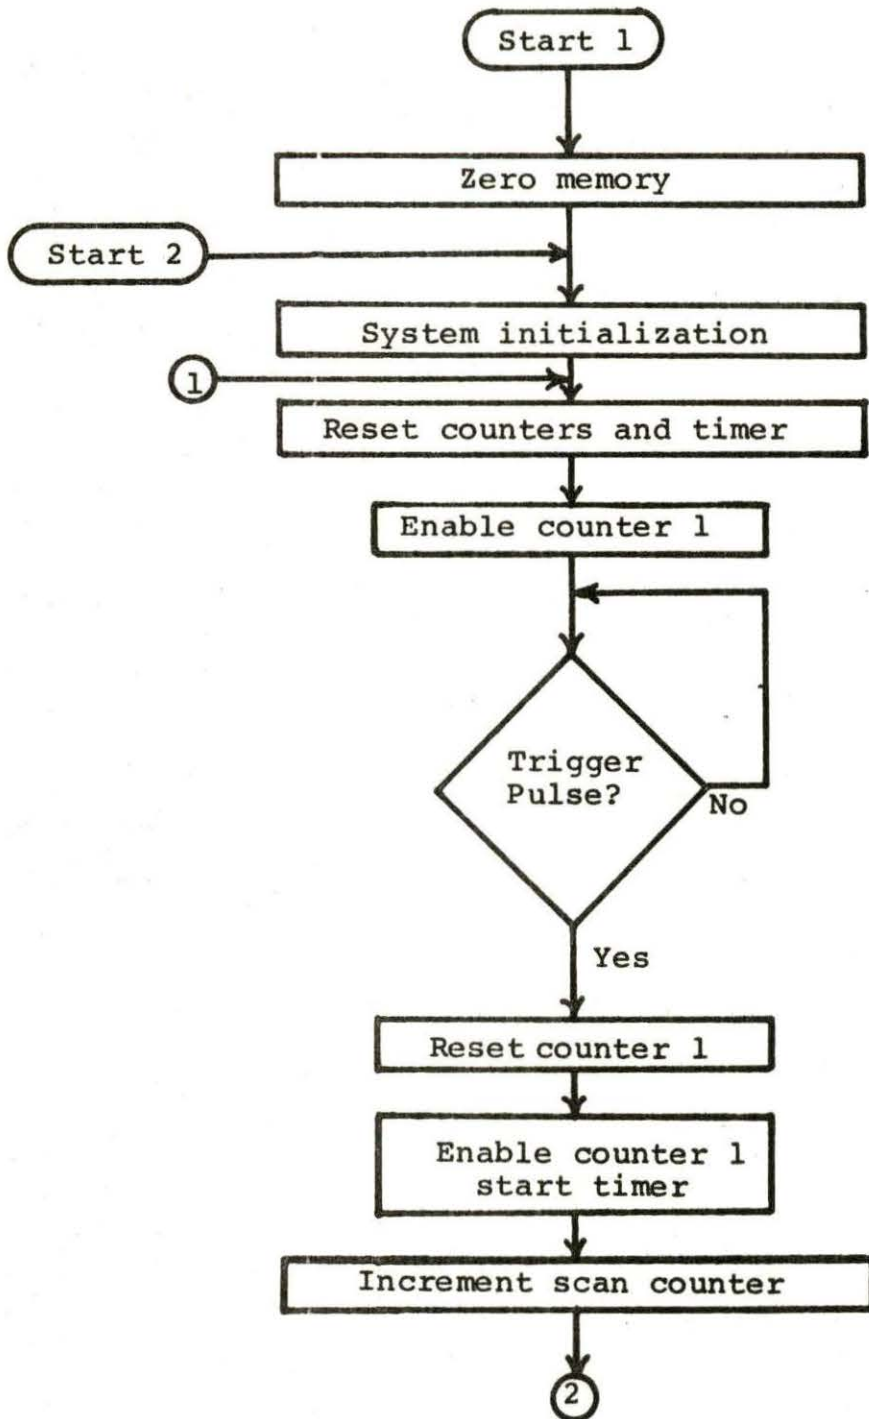 Start 1
Zero memory
Start 2
System initialization
1
Reset counters and timer
Enable counter 1
Trigger
Pulse?
No
Yes
Reset counter 1
Enable counter 1
start timer
Increment scan counter
2